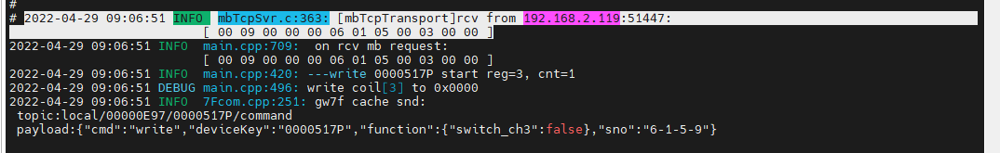 #
# 2022-04-29 09:06:51 INFO mbTcpSvr.c:363: [mbTcpTransport]rcv from 192.168.2.119:51447:
[ 00 09 00 00 00 06 01 05 00 03 00 00 ]
2022-04-29 09:06:51 INFO main.cpp:709: on rcv mb request:
[ 00 09 00 00 00 06 01 05 00 03 00 00 ]
2022-04-29 09:06:51 INFO main.cpp:420: ---write 0000517P start reg=3, cnt=1
2022-04-29 09:06:51 DEBUG main.cpp:496: write coil[3] to 0x0000
2022-04-29 09:06:51 INFO 7Fcom.cpp:251: gw7f cache snd:
topic:local/00000E97/0000517P/command
payload:{"cmd":"write","deviceKey":"0000517P","function":{"switch_ch3":false},"sno":"6-1-5-9"}